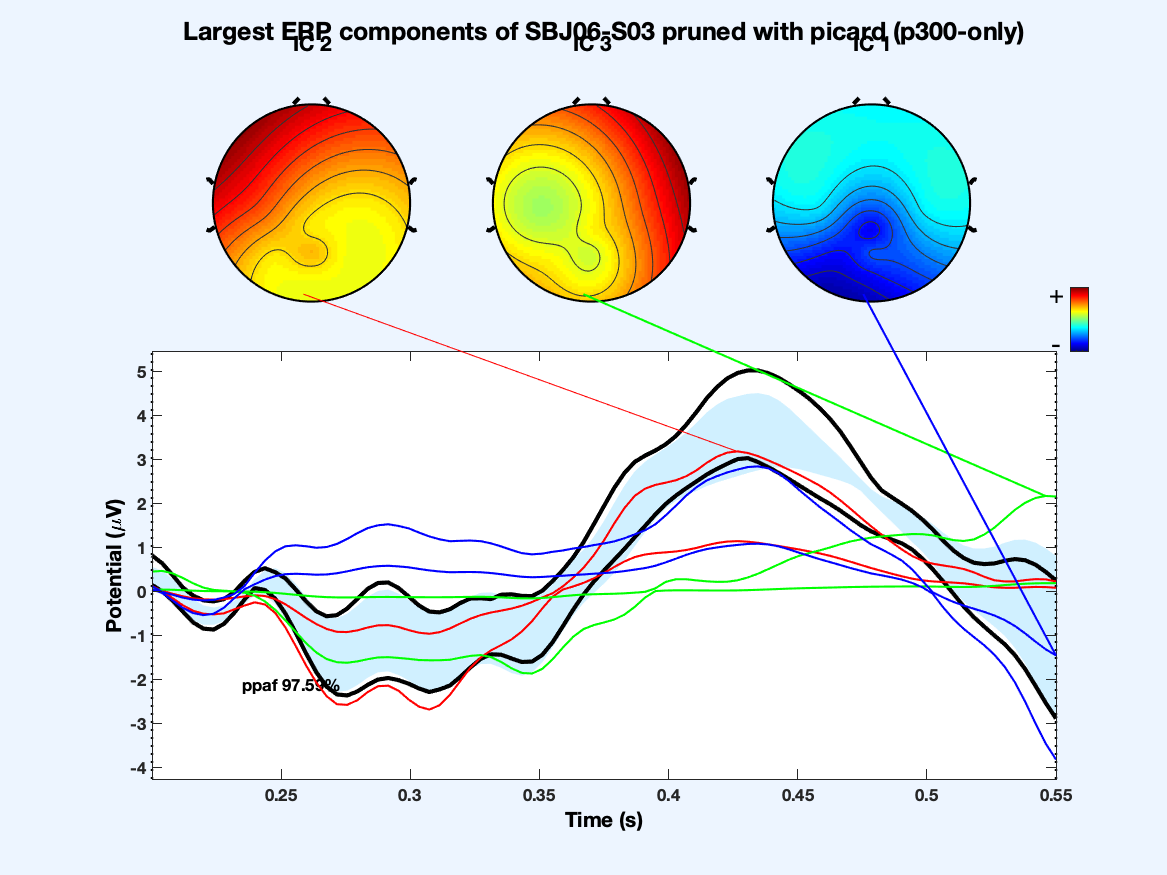 Largest ERP components of SBJ06-S03 pruned with picard (p300-only)
IC 2 IC 3 IC 1
+
-
5
4
3
2
1
0
-1
-2
-3
-4
Potential (μV)
ppaf 97.59%
0.25 0.3 0.35 0.4 0.45 0.5 0.55
Time (s)